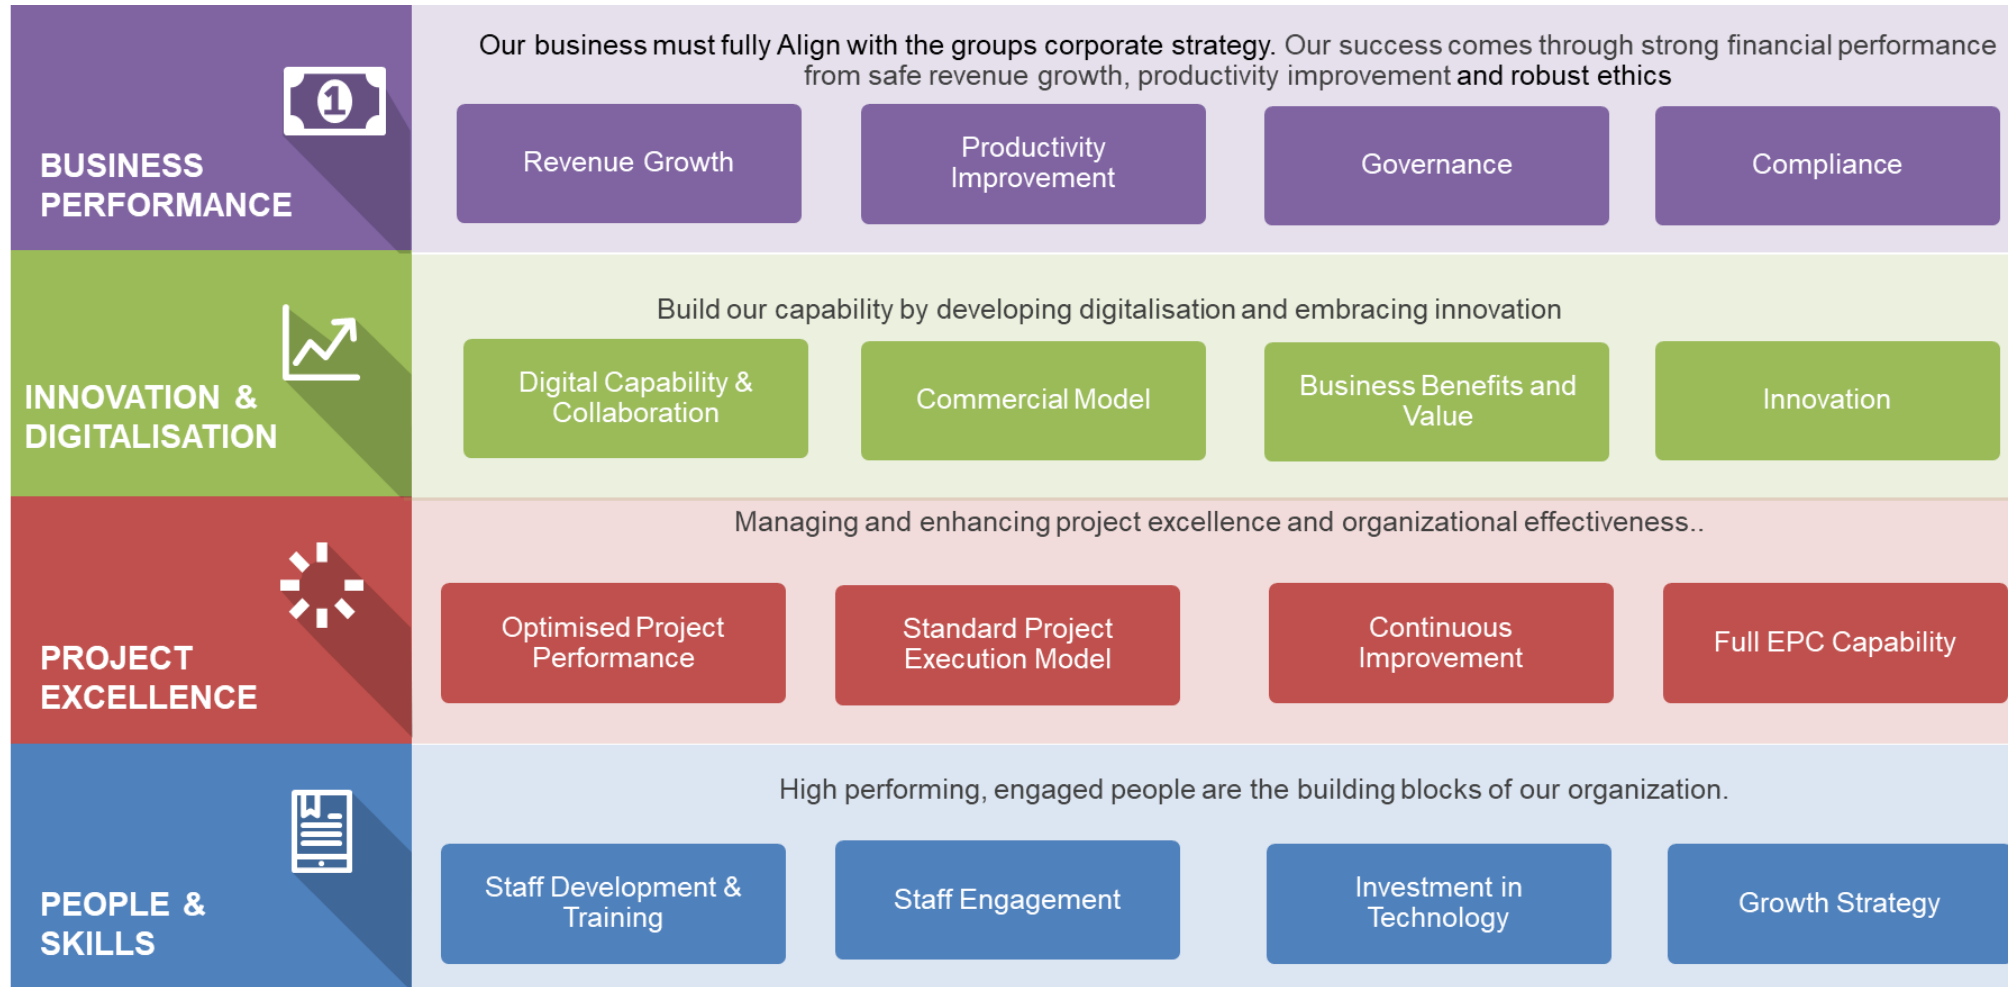 Our business must fully Align with the groups corporate strategy. Our success comes through strong financial performance
from safe revenue growth, productivity improvement and robust ethics
1
BUSINESS
PERFORMANCE
Revenue Growth
Productivity
Improvement
Governance
Compliance
Build our capability by developing digitalisation and embracing innovation
INNOVATION &
DIGITALISATION
Digital Capability &
Collaboration
Commercial Model
Business Benefits and
Value
Innovation
Managing and enhancing project excellence and organizational effectiveness..
PROJECT
EXCELLENCE
Optimised Project
Performance
Standard Project
Execution Model
Continuous
Improvement
Full EPC Capability
High performing, engaged people are the building blocks of our organization.
PEOPLE &
SKILLS
Staff Development &
Training
Staff Engagement
Investment in
Technology
Growth Strategy